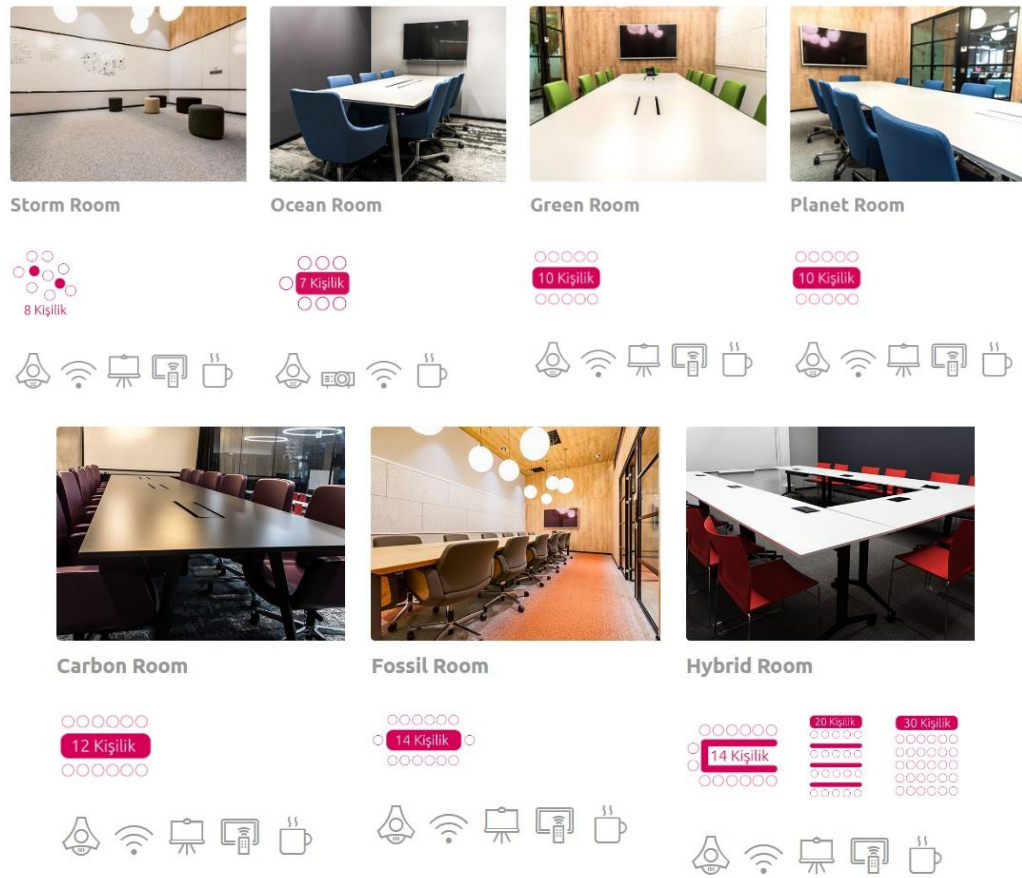 Storm Room
Ocean Room
Green Room
Planet Room
8 Kişilik
7 Kişilik
10 Kişilik
10 Kişilik
Carbon Room
Fossil Room
Hybrid Room
12 Kişilik
14 Kişilik
14 Kişilik
20 Kişilik
30 Kişilik